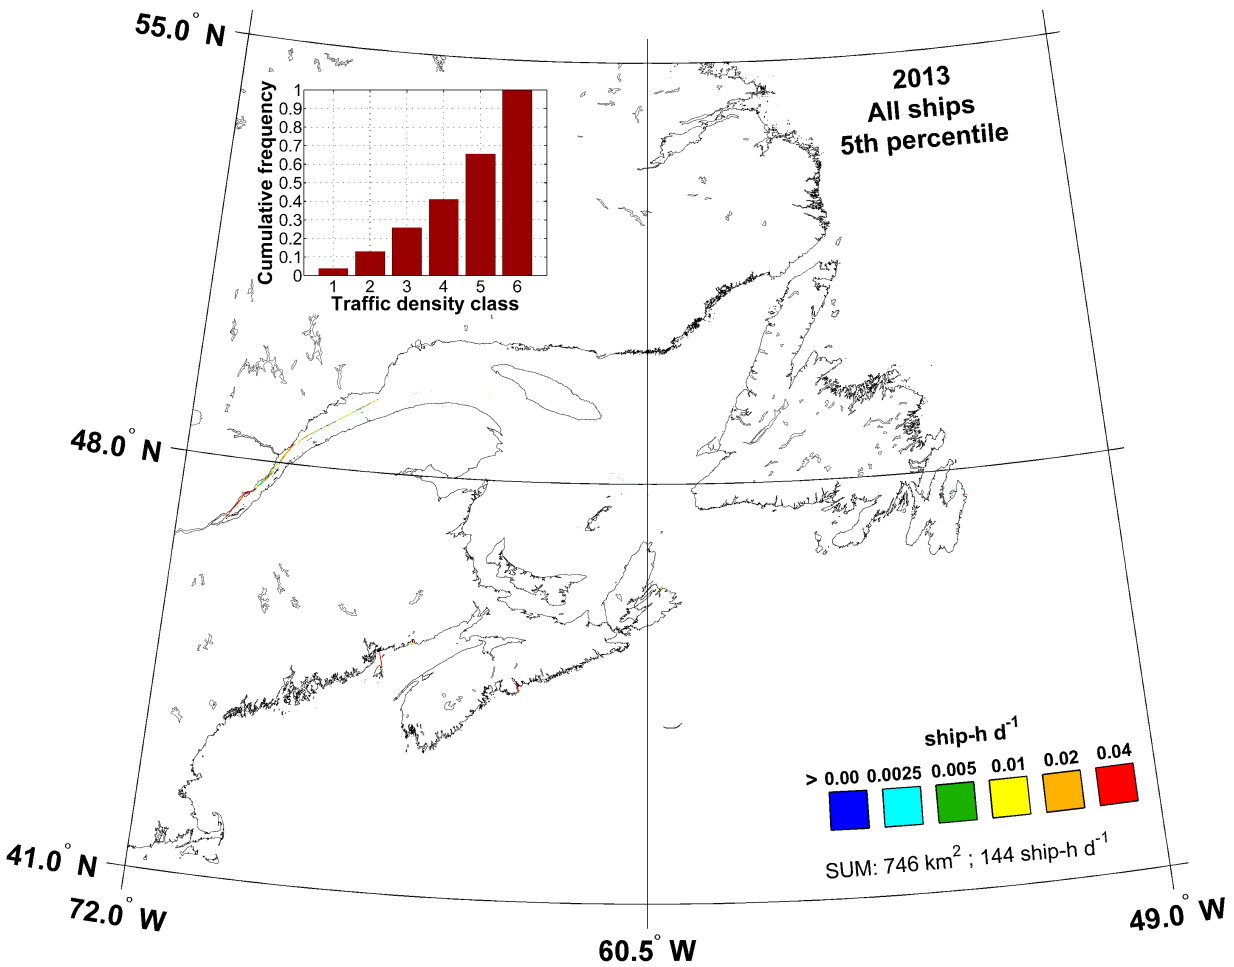 55.0° N
2013
All ships
5th percentile
Cumulative frequency
1
0.9
0.8
0.7
0.6
0.5
0.4
0.3
0.2
0.1
0
1 2 3 4 5 6
Traffic density class
48.0° N
ship-h d-1
> 0.00 0.0025 0.005 0.01 0.02 0.04
SUM: 746 km2 ; 144 ship-h d-1
41.0° N
72.0° W
60.5° W
49.0° W